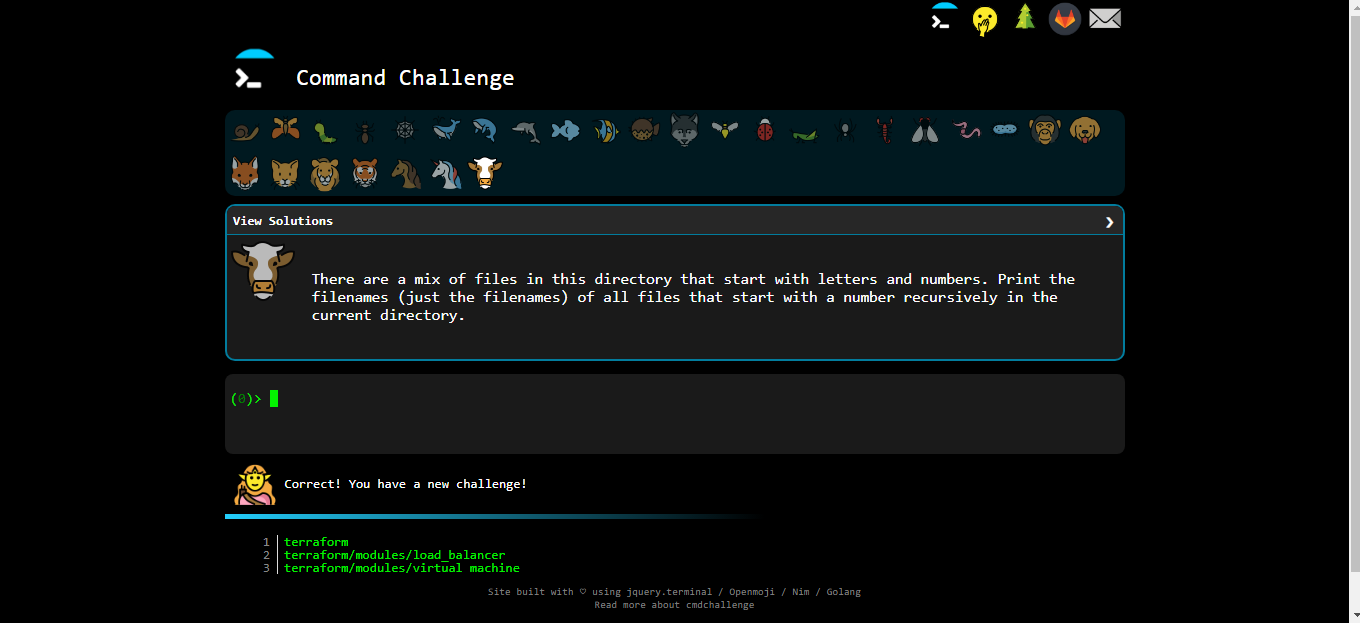 Command Challenge
View Solutions
There are a mix of files in this directory that start with letters and numbers. Print the
filenames (just the filenames) of all files that start with a number recursively in the
current directory.
(0)>
Correct! You have a new challenge!
1 terraform
2 terraform/modules/load_balancer
3 terraform/modules/virtual machine
Site built with ♡ using jquery.terminal / Openmoji / Nim / Golang
Read more about cmdchallenge